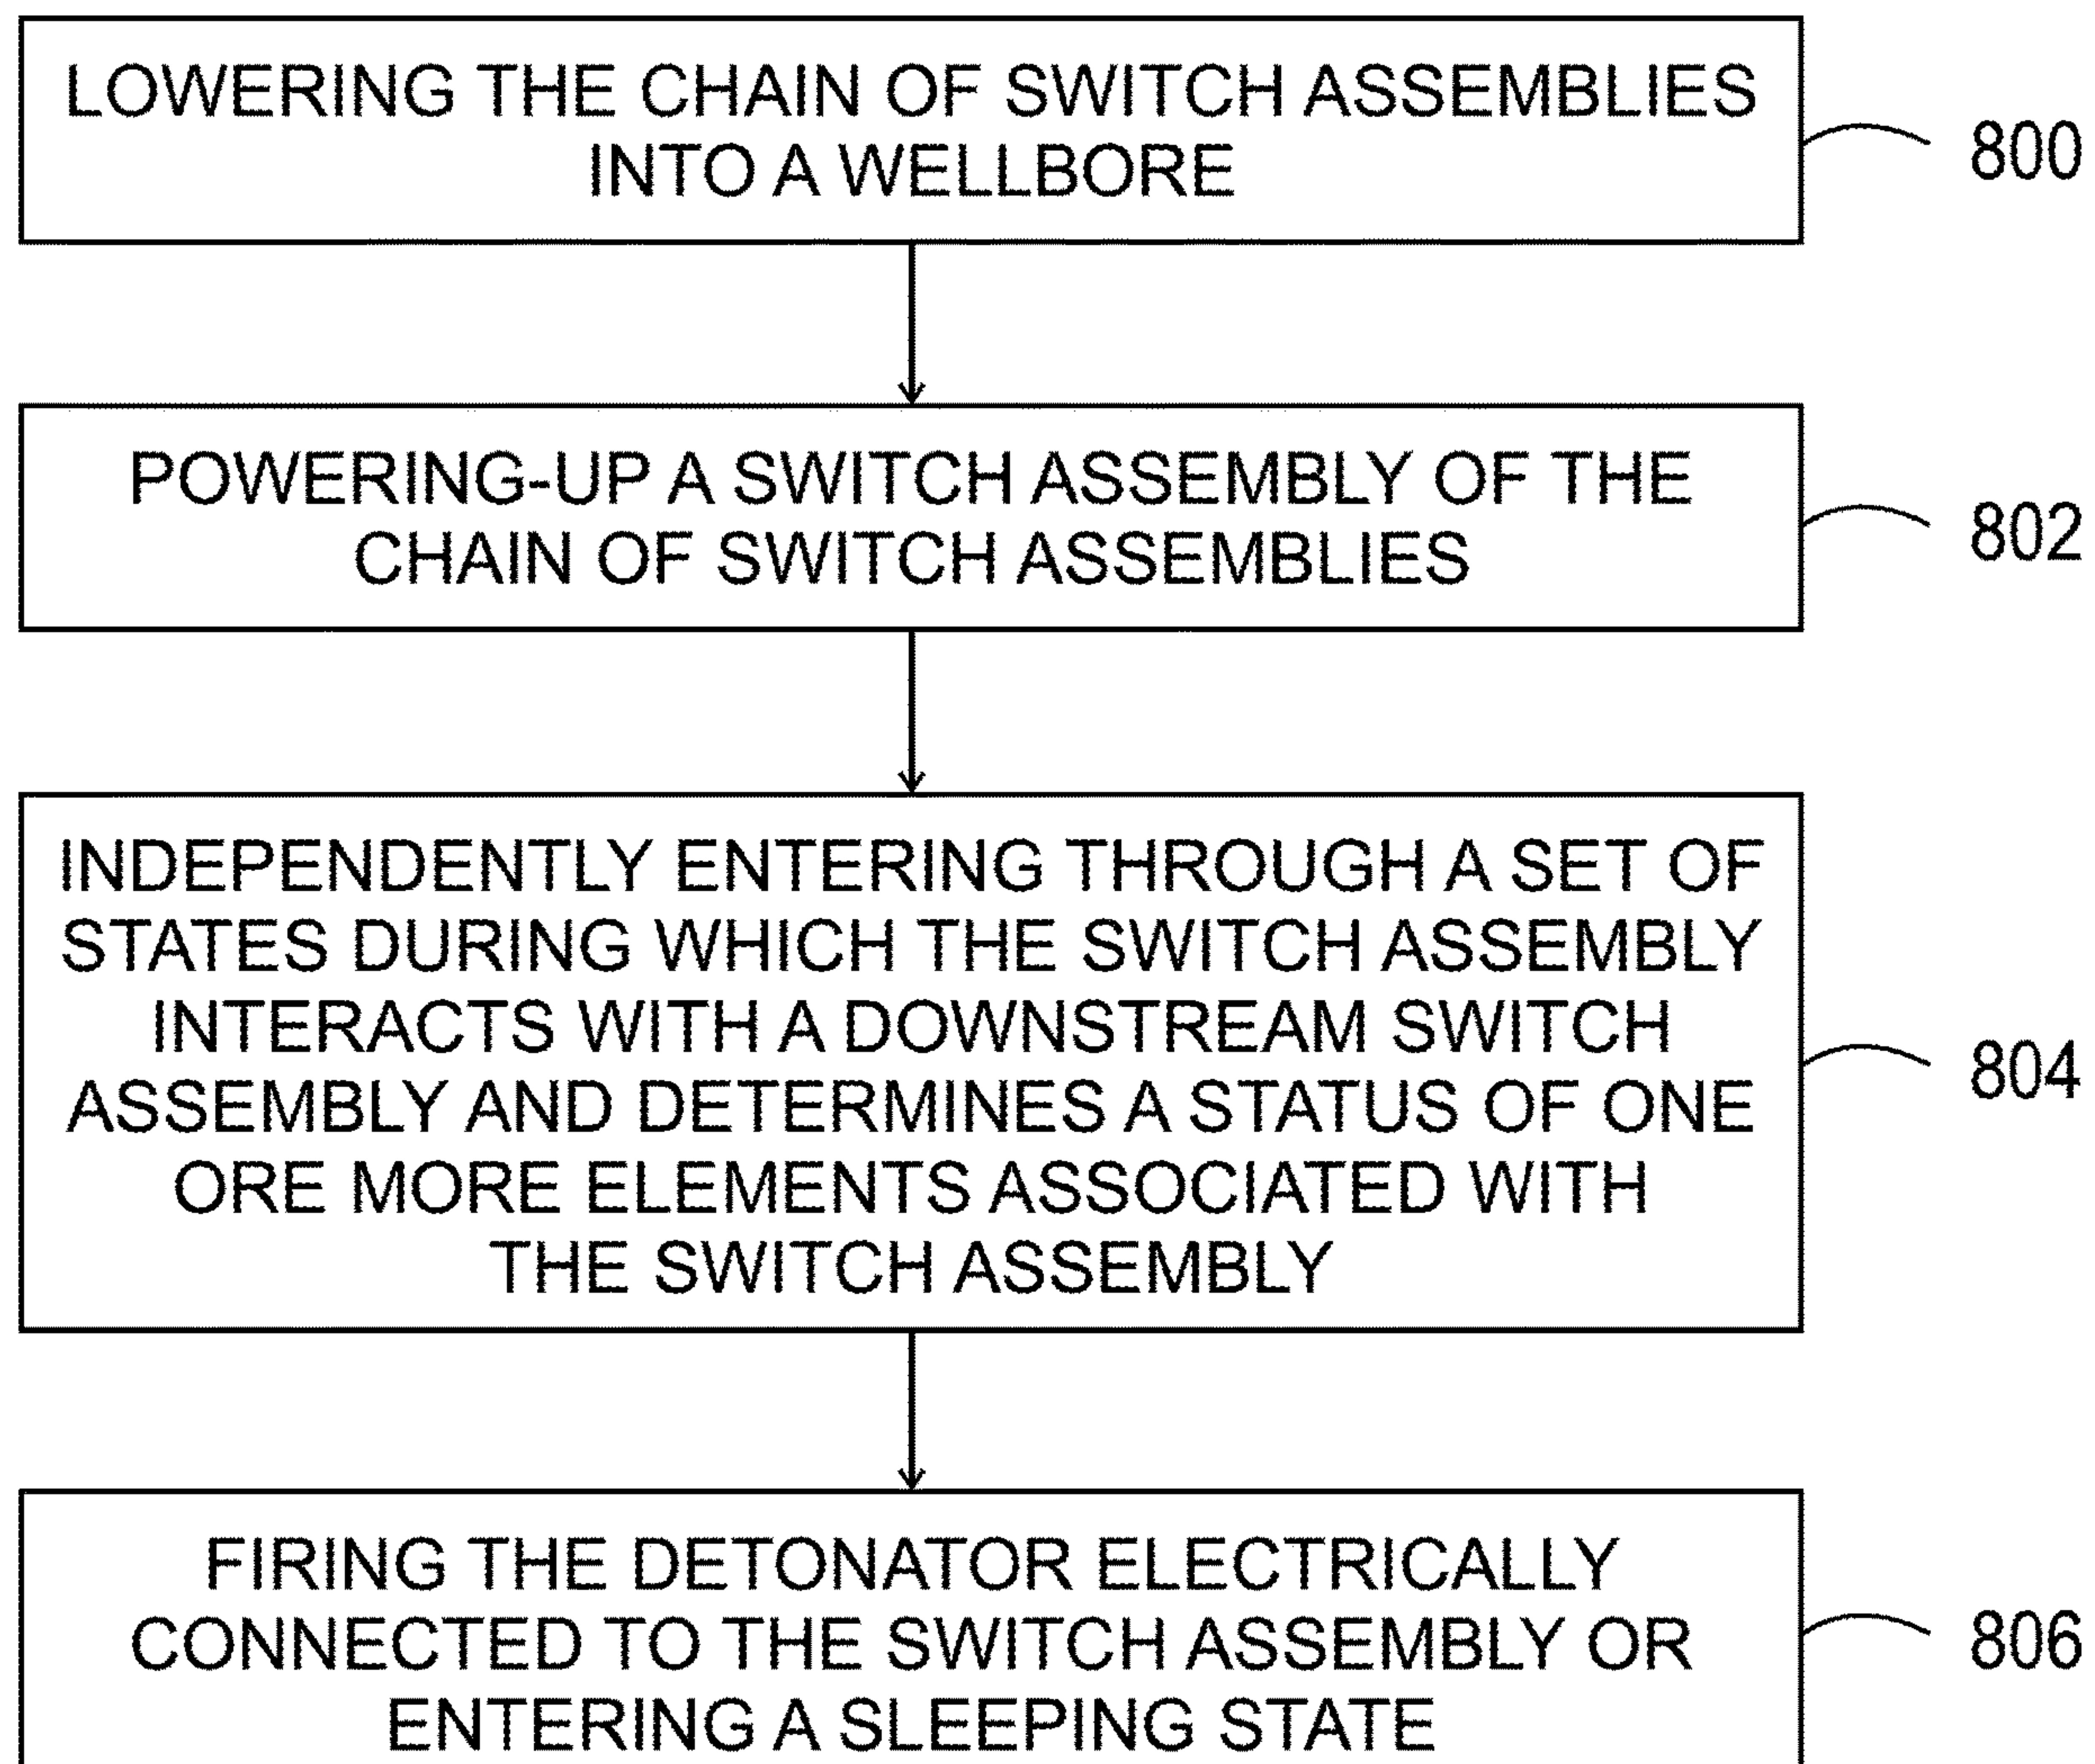 LOWERING THE CHAIN OF SWITCH ASSEMBLIES
INTO A WELLBORE
800
POWERING-UP A SWITCH ASSEMBLY OF THE
CHAIN OF SWITCH ASSEMBLIES
802
INDEPENDENTLY ENTERING THROUGH A SET OF
STATES DURING WHICH THE SWITCH ASSEMBLY
INTERACTS WITH A DOWNSTREAM SWITCH
ASSEMBLY AND DETERMINES A STATUS OF ONE
ORE MORE ELEMENTS ASSOCIATED WITH
THE SWITCH ASSEMBLY
804
FIRING THE DETONATOR ELECTRICALLY
CONNECTED TO THE SWITCH ASSEMBLY OR
ENTERING A SLEEPING STATE
806